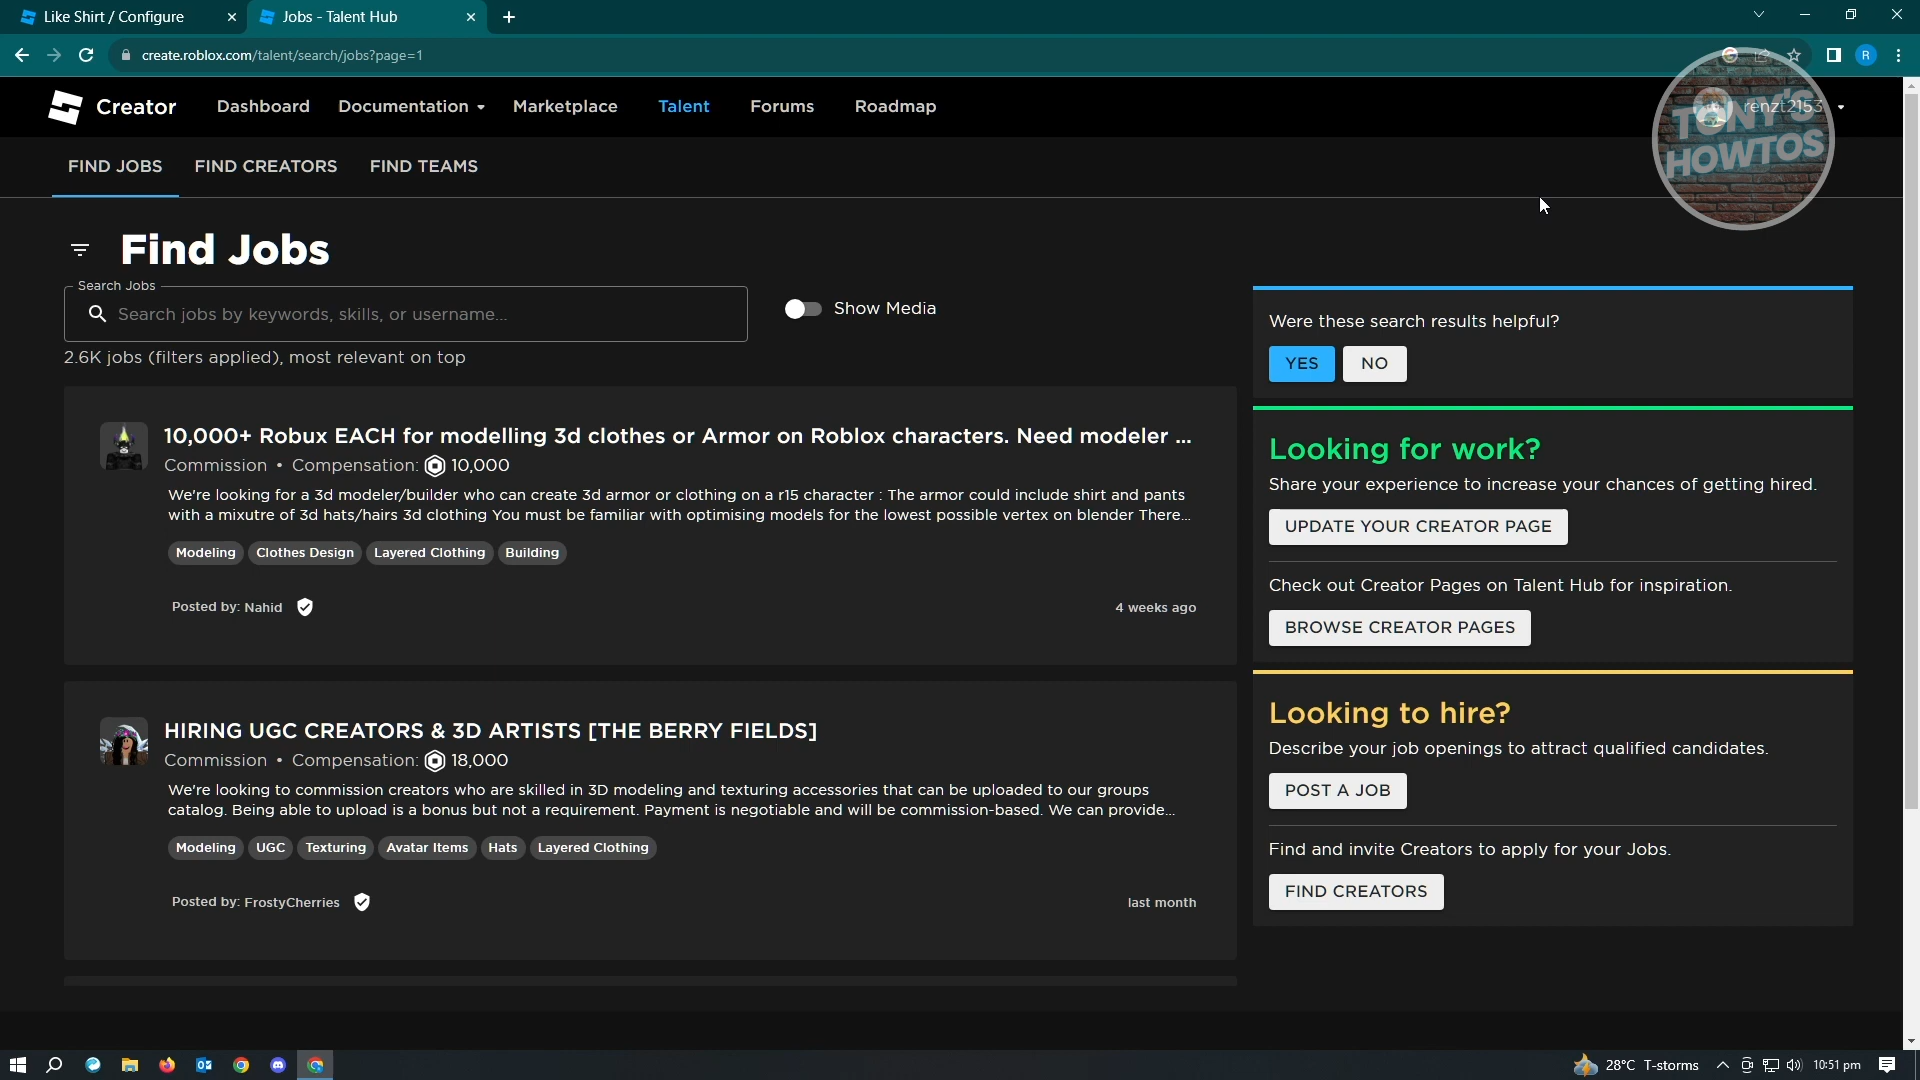 Like Shirt / Configure
Jobs - Talent Hub
create.roblox.com/talent/search/jobs?page=1
R
Creator
Dashboard
Documentation
Marketplace
Talent
Forums
Roadmap
renzt2153
TONY'S
HOWTOS
FIND JOBS
FIND CREATORS
FIND TEAMS
Find Jobs
Search Jobs
Search jobs by keywords, skills, or username...
Show Media
2.6K jobs (filters applied), most relevant on top
10,000+ Robux EACH for modelling 3d clothes or Armor on Roblox characters. Need modeler ...
Commission • Compensation: 10,000
We're looking for a 3d modeler/builder who can create 3d armor or clothing on a r15 character : The armor could include shirt and pants
with a mixutre of 3d hats/hairs 3d clothing You must be familiar with optimising models for the lowest possible vertex on blender There...
Modeling
Clothes Design
Layered Clothing
Building
Posted by: Nahid
4 weeks ago
HIRING UGC CREATORS & 3D ARTISTS [THE BERRY FIELDS]
Commission • Compensation: 18,000
We're looking to commission creators who are skilled in 3D modeling and texturing accessories that can be uploaded to our groups
catalog. Being able to upload is a bonus but not a requirement. Payment is negotiable and will be commission-based. We can provide...
Modeling
UGC
Texturing
Avatar Items
Hats
Layered Clothing
Posted by: FrostyCherries
last month
Were these search results helpful?
YES
NO
Looking for work?
Share your experience to increase your chances of getting hired.
UPDATE YOUR CREATOR PAGE
Check out Creator Pages on Talent Hub for inspiration.
BROWSE CREATOR PAGES
Looking to hire?
Describe your job openings to attract qualified candidates.
POST A JOB
Find and invite Creators to apply for your Jobs.
FIND CREATORS
28°C T-storms
10:51 pm